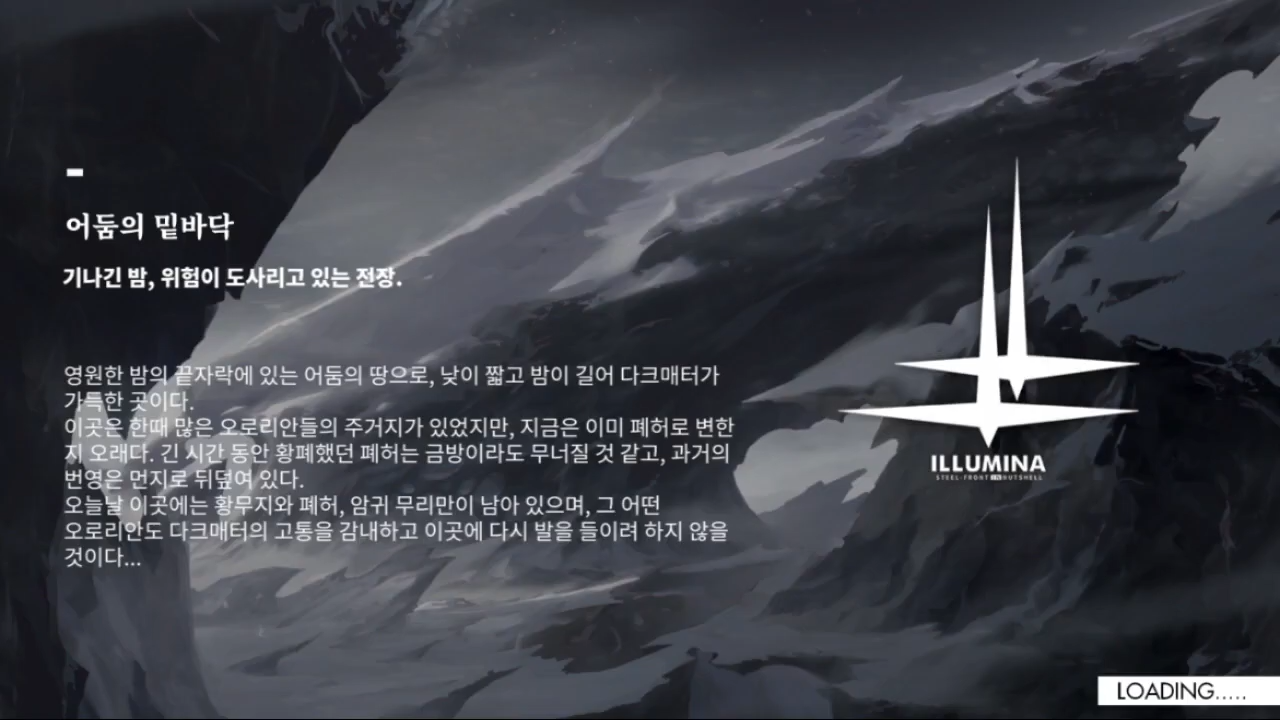 어둠의 밑바닥
기나긴 밤, 위험이 도사리고 있는 전장.
영원한 밤의 끝자락에 있는 어둠의 땅으로, 낮이 짧고 밤이 길어 다크매터가
가득한 곳이다.
이곳은 한때 많은 오로리안들의 주거지가 있었지만, 지금은 이미 폐허로 변한
지 오래다. 긴 시간 동안 황폐했던 폐허는 금방이라도 무너질 것 같고, 과거의
번영은 먼지로 뒤덮여 있다.
오늘날 이곳에는 황무지와 폐허, 암귀 무리만이 남아 있으며, 그 어떤
오로리안도 다크매터의 고통을 감내하고 이곳에 다시 발을 들이려 하지 않을
것이다...
ILLUMINA
STEEL-FRONT IN NUTSHELL
LOADING.....